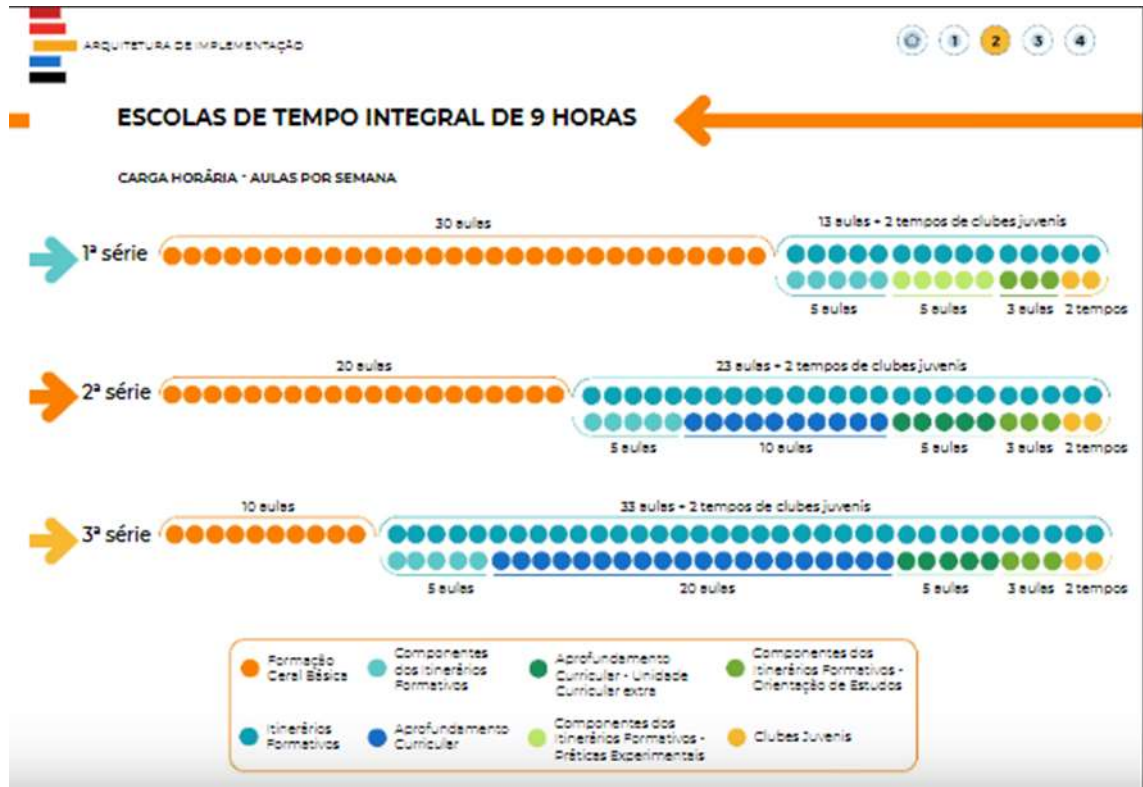 ARQUITETURA DE IMPLEMENTAÇÃO
1
2
3
4
ESCOLAS DE TEMPO INTEGRAL DE 9 HORAS
CARGA HORÁRIA - AULAS POR SEMANA
30 aulas
13 aulas + 2 tempos de clubes juvenis
1ª série
5 aulas
5 aulas
3 aulas
2 tempos
20 aulas
23 aulas + 2 tempos de clubes juvenis
2ª série
5 aulas
10 aulas
5 aulas
3 aulas
2 tempos
10 aulas
33 aulas + 2 tempos de clubes juvenis
3ª série
5 aulas
20 aulas
5 aulas
3 aulas
2 tempos
Formação
Geral Básica
Componentes
dos Itinerários
Formativos
Aprofundamento
Curricular - Unidade
Curricular extra
Componentes dos
Itinerários Formativos -
Orientação de Estudos
Itinerários
Formativos
Aprofundamento
Curricular
Componentes dos
Itinerários Formativos -
Práticas Experimentais
Clubes Juvenis